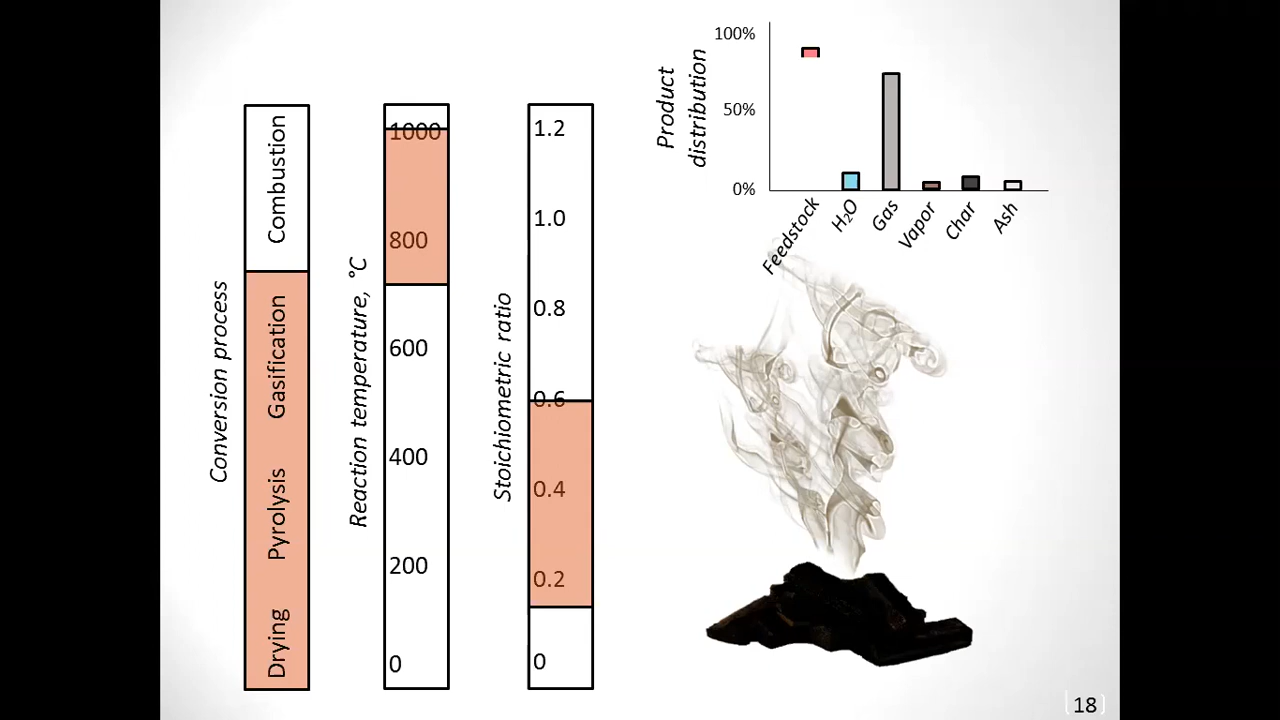 Conversion process
Combustion
Gasification
Pyrolysis
Drying
Reaction temperature, °C
1000
800
600
400
200
0
Stoichiometric ratio
1.2
1.0
0.8
0.6
0.4
0.2
0
Product
distribution
100%
50%
0%
Feedstock
H₂O
Gas
Vapor
Char
Ash
18